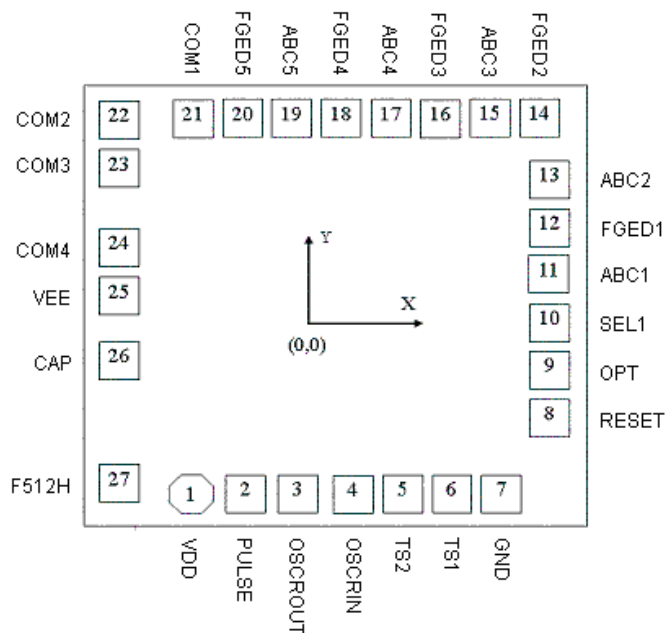 COM1 FGED5 ABC5 FGED4 ABC4 FGED3 ABC3 FGED2
COM2 22 21 20 19 18 17 16 15 14
COM3 23
13 ABC2
12 FGED1
COM4 24 Y
11 ABC1
VEE 25
X 10 SEL1
(0,0)
CAP 26 9 OPT
8 RESET
F512H 27 1 2 3 4 5 6 7
VDD PULSE OSCROUT OSCRIN TS2 TS1 GND